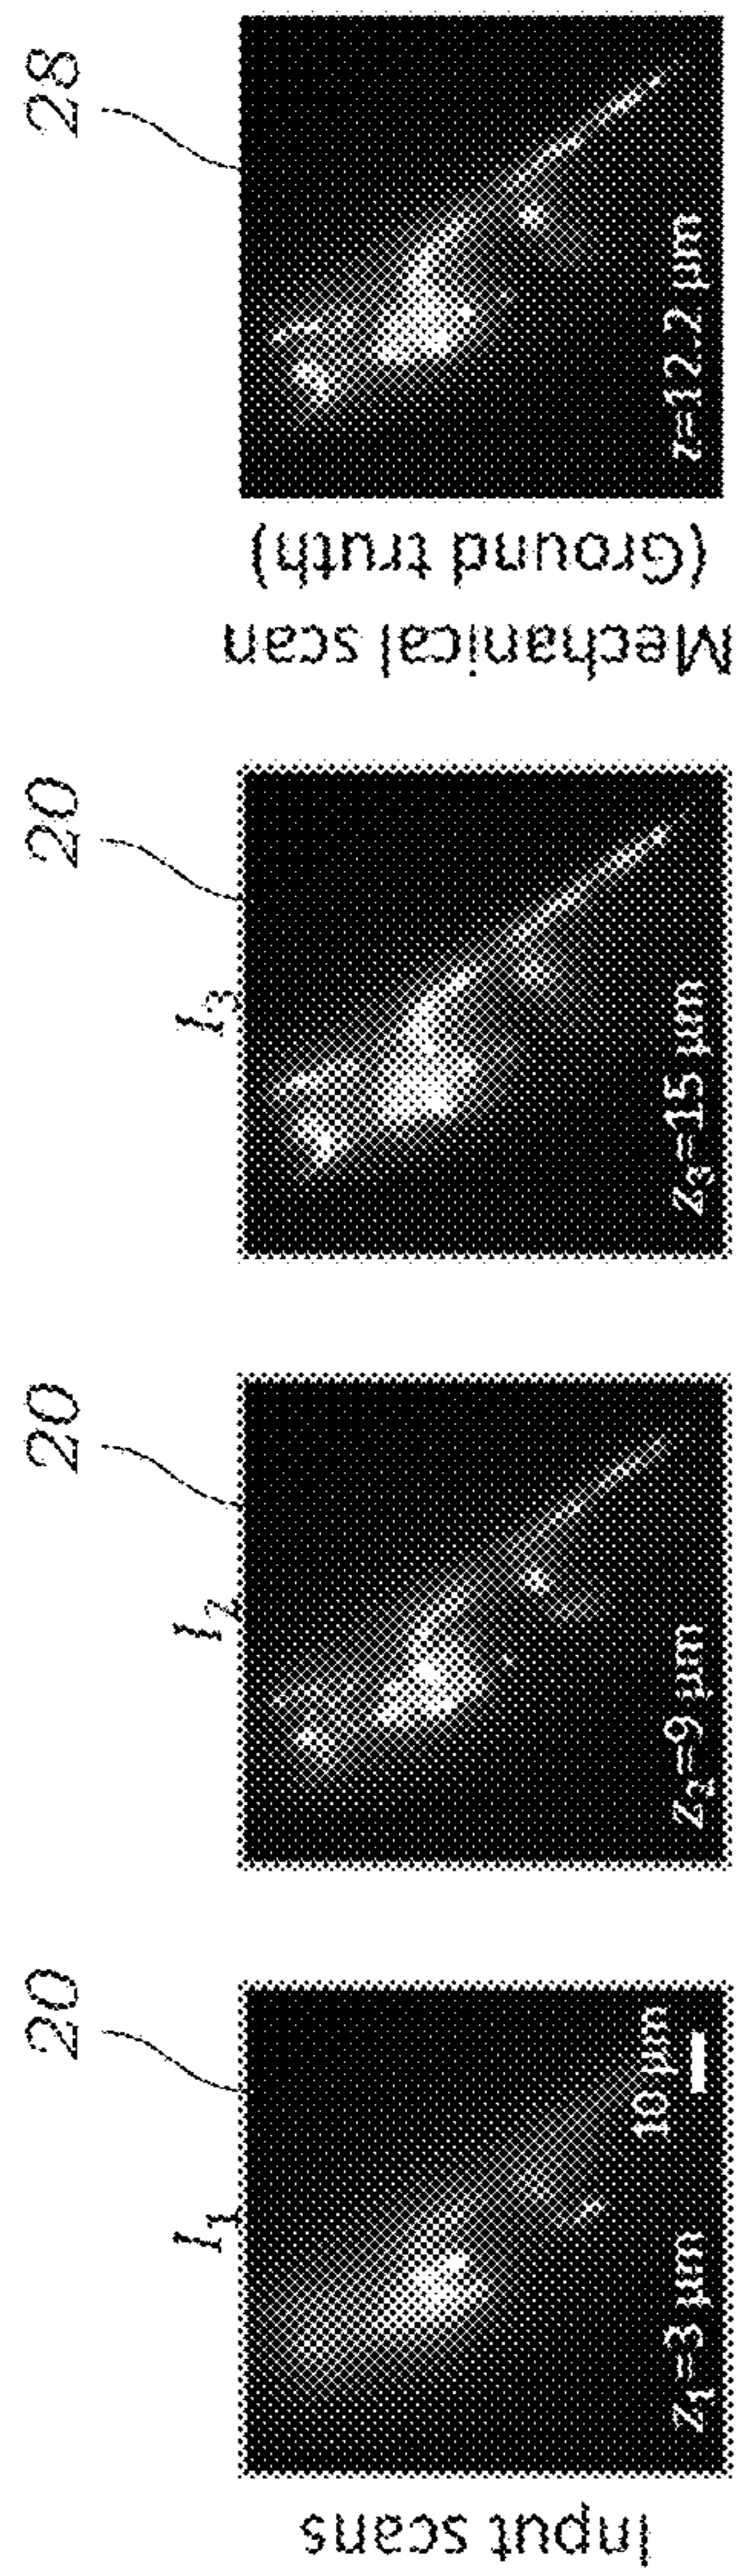 Input scans
20
I₁
z₁=3 µm
10 µm
20
I₂
z₂=9 µm
20
I₃
z₃=15 µm
Mechanical scan
(Ground truth)
28
z=12.2 µm